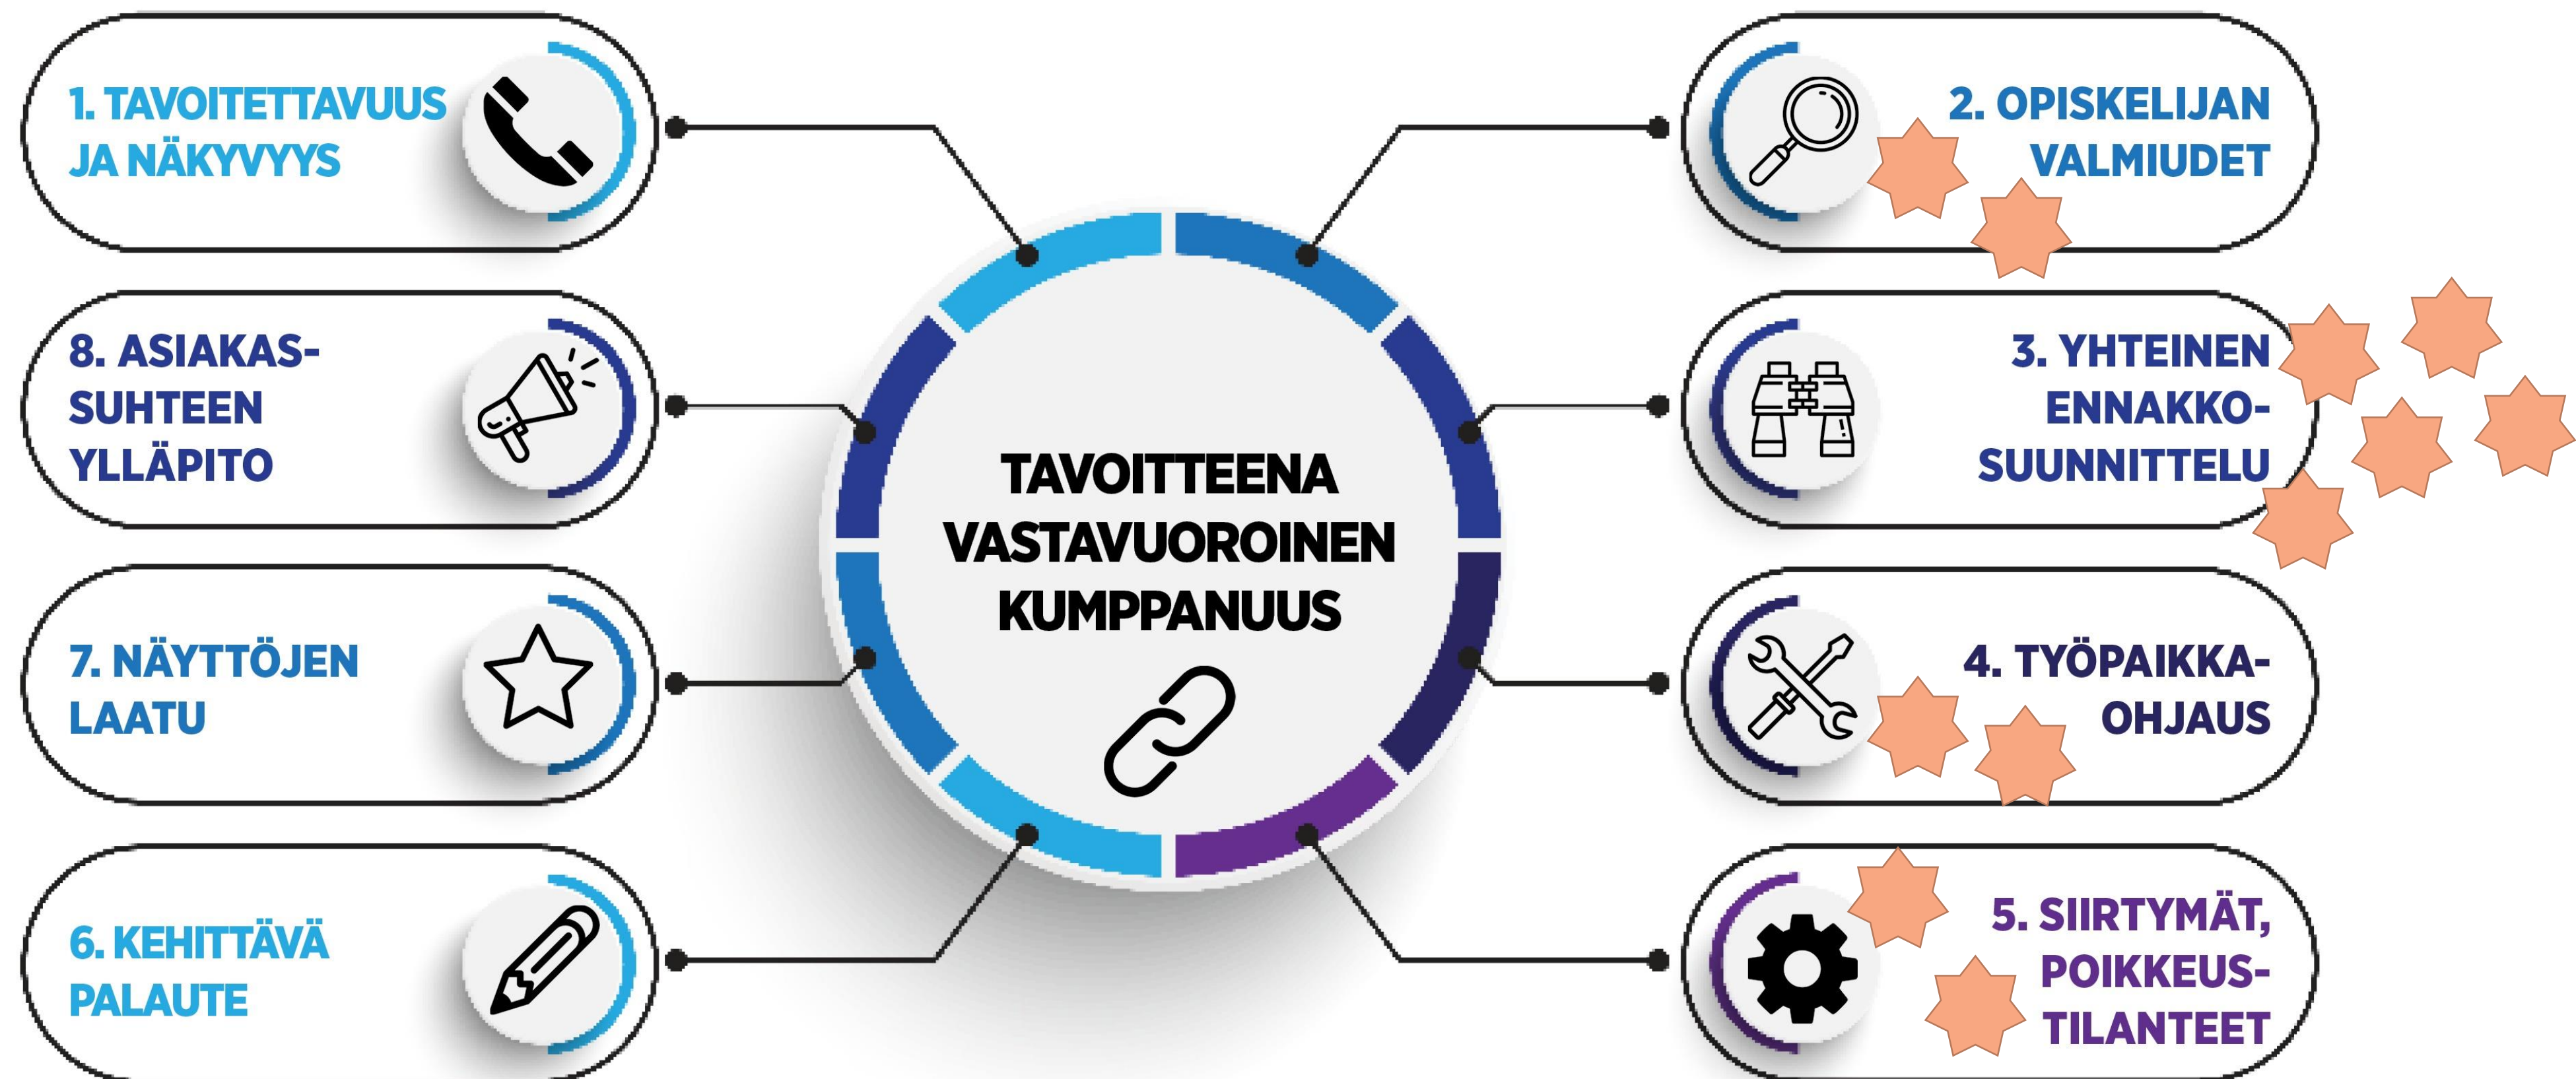 1. TAVOITETTAVUUS
JA NÄKYVYYS
2. OPISKELIJAN
VALMIUDET
3. YHTEINEN
ENNAKKO-
SUUNNITTELU
4. TYÖPAIKKA-
OHJAUS
5. SIIRTYMÄT,
POIKKEUS-
TILANTEET
6. KEHITTÄVÄ
PALAUTE
7. NÄYTTÖJEN
LAATU
8. ASIAKAS-
SUHTEEN
YLLÄPITO
TAVOITTEENA
VASTAVUOROINEN
KUMPPANUUS